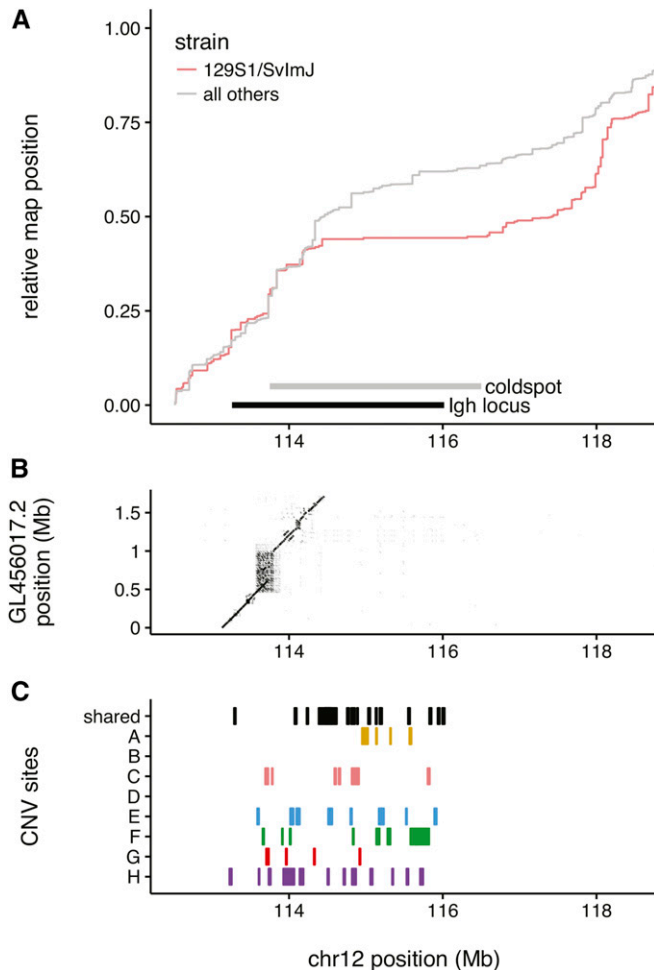 A
strain
129S1/SvImJ
all others
relative map position
1.00
0.75
0.50
0.25
0.00
coldspot
Igh locus
114
116
118
B
GL456017.2
position (Mb)
1.5
1
0.5
0
114
116
118
C
CNV sites
shared
A
B
C
D
E
F
G
H
114
116
118
chr12 position (Mb)